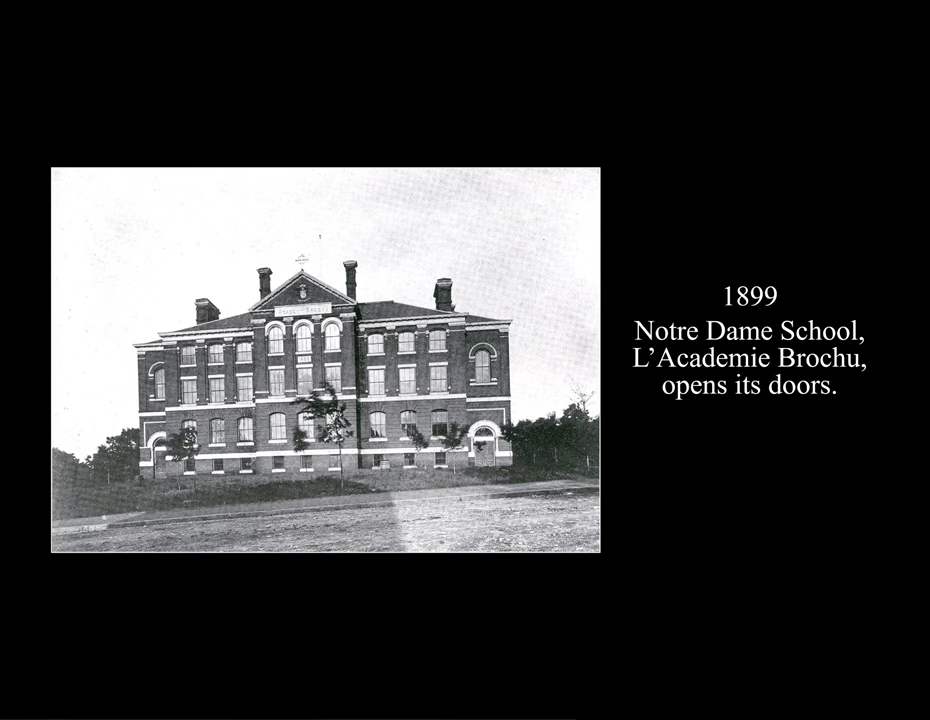 1899
Notre Dame School,
L’Academie Brochu,
opens its doors.